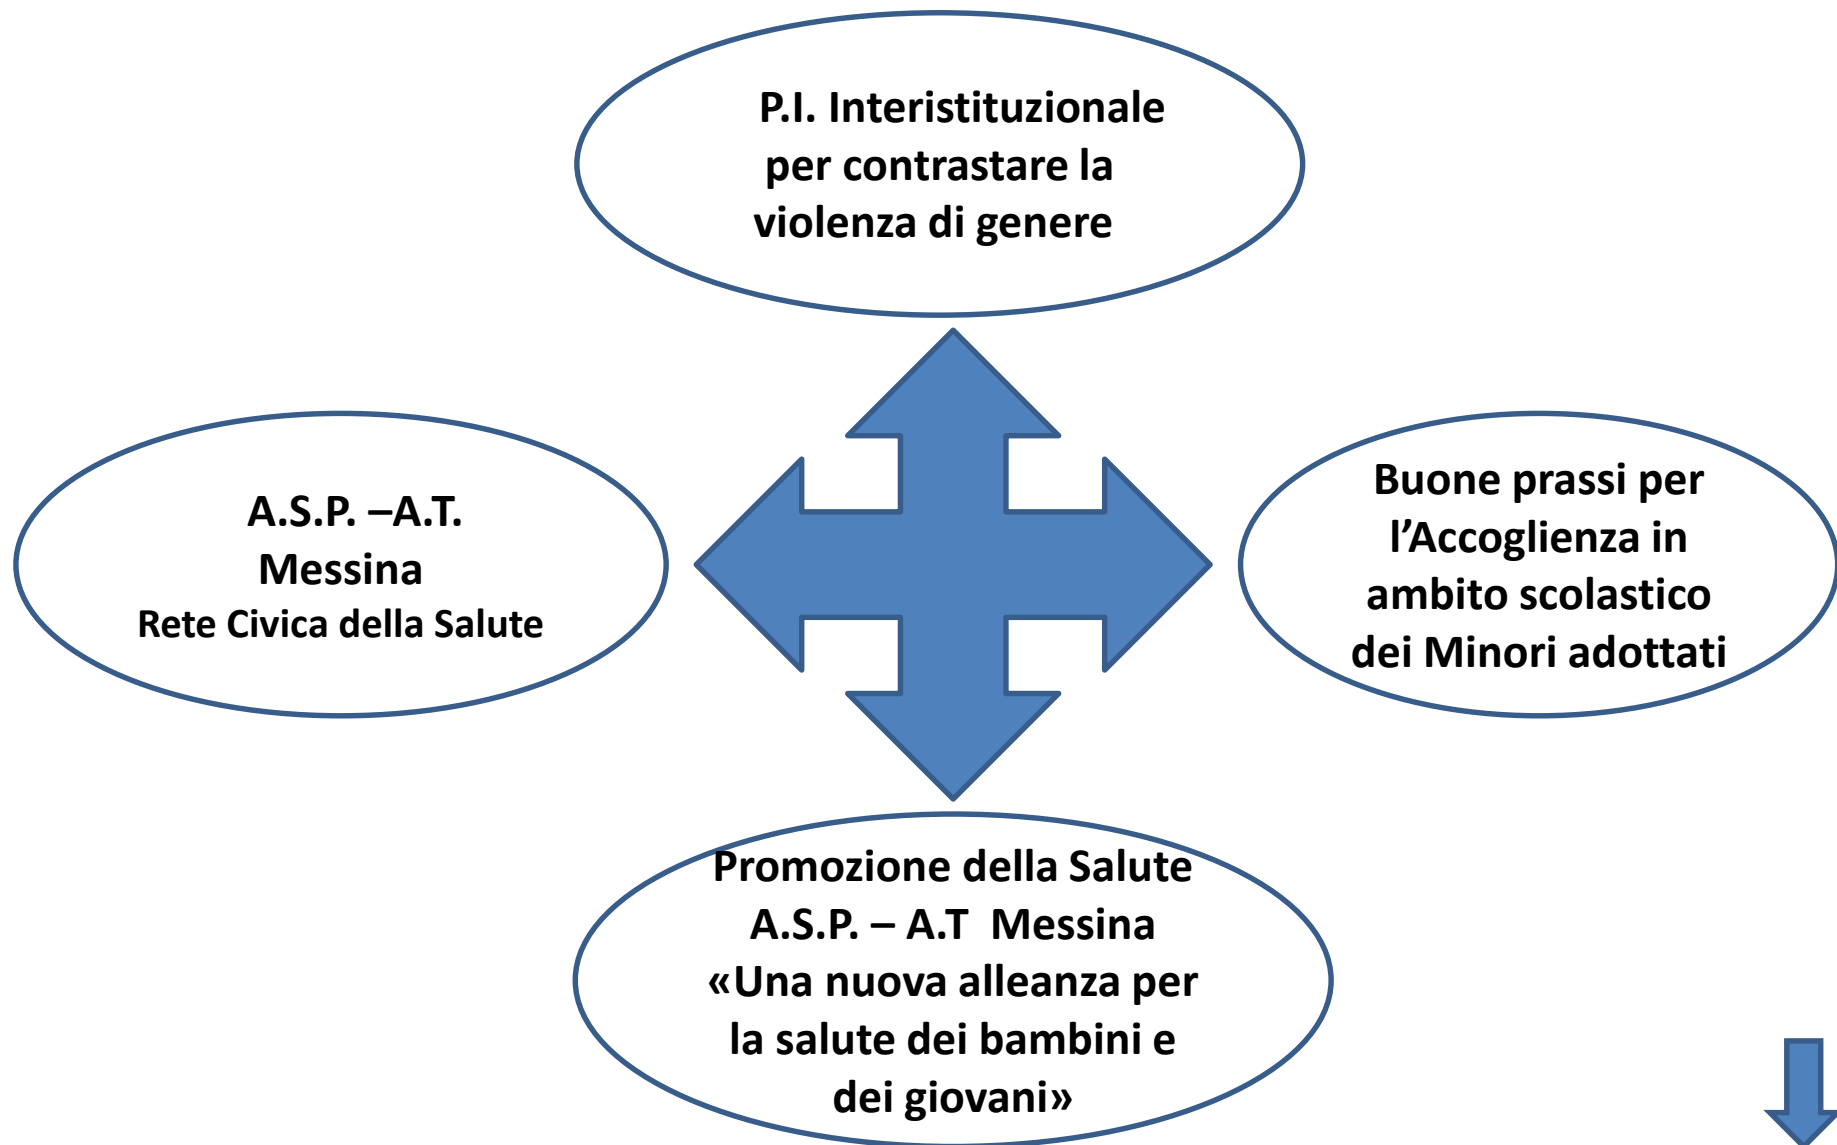 P.I. Interistituzionale
per contrastare la
violenza di genere
A.S.P. –A.T.
Messina
Rete Civica della Salute
Buone prassi per
l’Accoglienza in
ambito scolastico
dei Minori adottati
Promozione della Salute
A.S.P. – A.T  Messina
«Una nuova alleanza per
la salute dei bambini e
dei giovani»